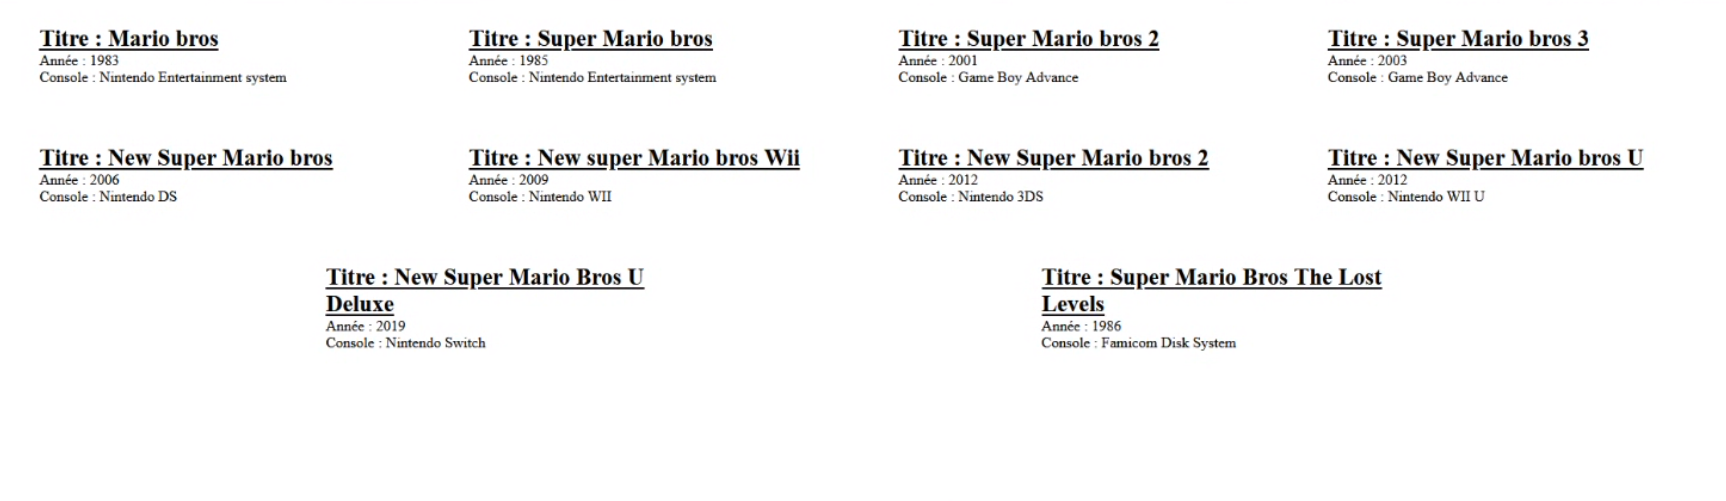 Titre : Mario bros
Année : 1983
Console : Nintendo Entertainment system
Titre : Super Mario bros
Année : 1985
Console : Nintendo Entertainment system
Titre : Super Mario bros 2
Année : 2001
Console : Game Boy Advance
Titre : Super Mario bros 3
Année : 2003
Console : Game Boy Advance
Titre : New Super Mario bros
Année : 2006
Console : Nintendo DS
Titre : New super Mario bros Wii
Année : 2009
Console : Nintendo WII
Titre : New Super Mario bros 2
Année : 2012
Console : Nintendo 3DS
Titre : New Super Mario bros U
Année : 2012
Console : Nintendo WII U
Titre : New Super Mario Bros U
Deluxe
Année : 2019
Console : Nintendo Switch
Titre : Super Mario Bros The Lost
Levels
Année : 1986
Console : Famicom Disk System